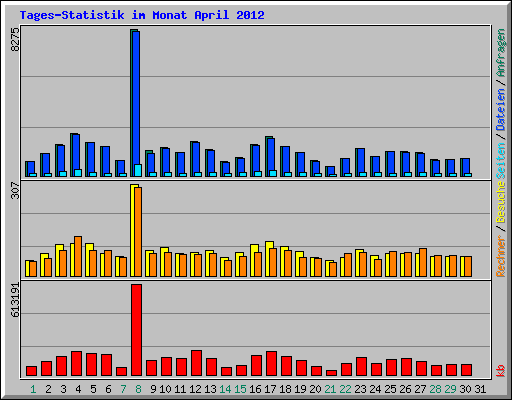 Tages-Statistik im Monat April 2012
8275
307
613191
Rechner / Besuche Seiten / Dateien / Anfragen
kb
1 2 3 4 5 6 7 8 9 10 11 12 13 14 15 16 17 18 19 20 21 22 23 24 25 26 27 28 29 30 31